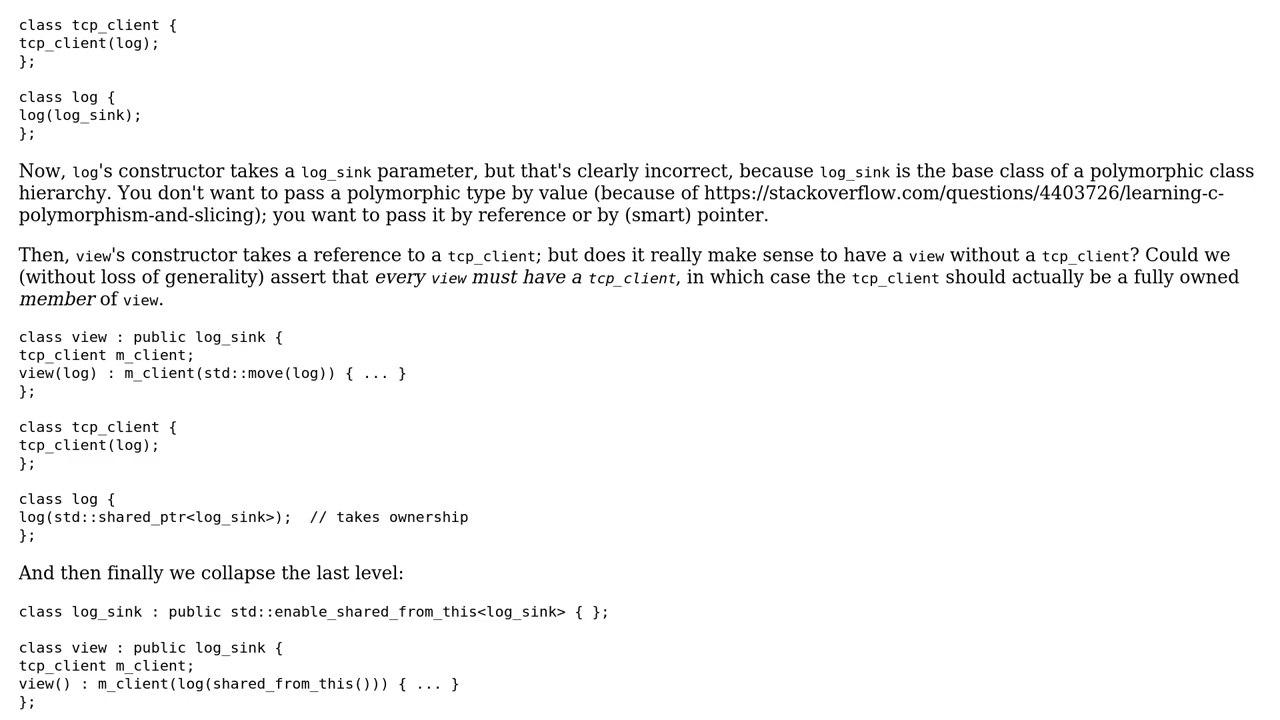 class tcp_client {
tcp_client(log);
};
class log {
log(log_sink);
};
Now, log's constructor takes a log_sink parameter, but that's clearly incorrect, because log_sink is the base class of a polymorphic class
hierarchy. You don't want to pass a polymorphic type by value (because of https://stackoverflow.com/questions/4403726/learning-c-
polymorphism-and-slicing); you want to pass it by reference or by (smart) pointer.
Then, view's constructor takes a reference to a tcp_client; but does it really make sense to have a view without a tcp_client? Could we
(without loss of generality) assert that every view must have a tcp_client, in which case the tcp_client should actually be a fully owned
member of view.
class view : public log_sink {
tcp_client m_client;
view(log) : m_client(std::move(log)) { ... }
};
class tcp_client {
tcp_client(log);
};
class log {
log(std::shared_ptr<log_sink>);  // takes ownership
};
And then finally we collapse the last level:
class log_sink : public std::enable_shared_from_this<log_sink> { };
class view : public log_sink {
tcp_client m_client;
view() : m_client(log(shared_from_this())) { ... }
};